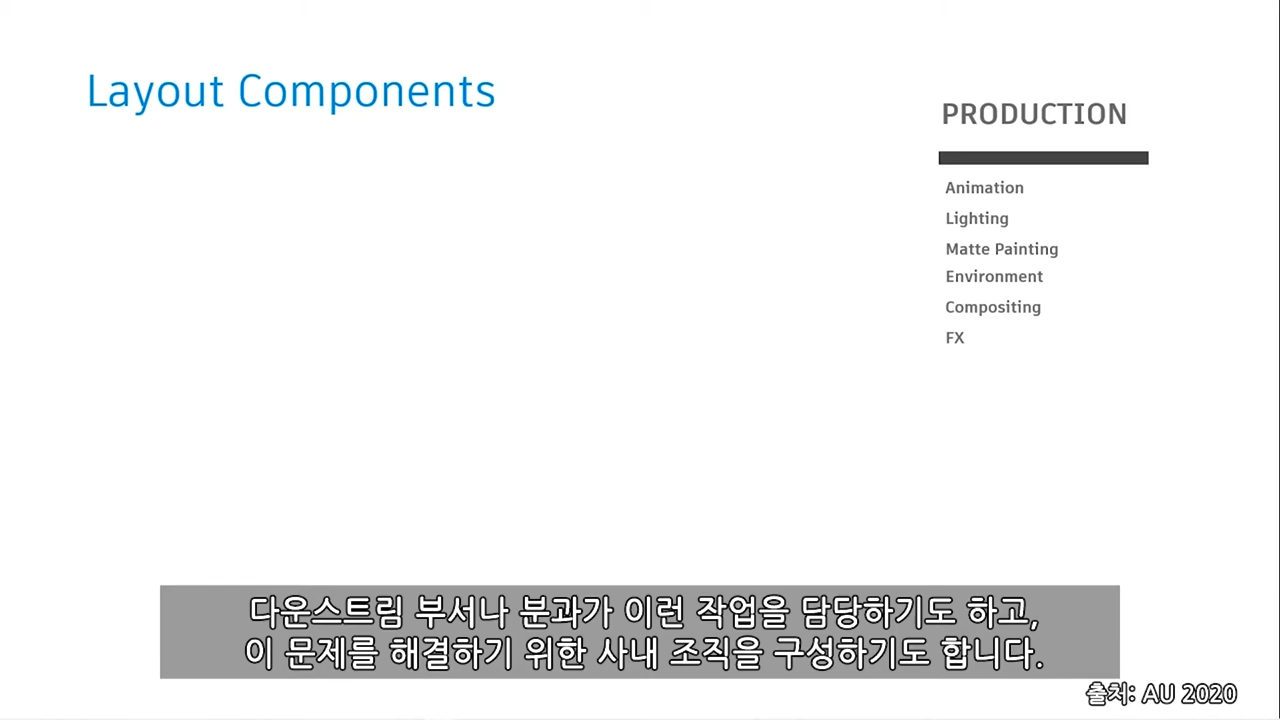 Layout Components
PRODUCTION
Animation
Lighting
Matte Painting
Environment
Compositing
FX
다운스트림 부서나 분과가 이런 작업을 담당하기도 하고,
이 문제를 해결하기 위한 사내 조직을 구성하기도 합니다.
출처: AU 2020